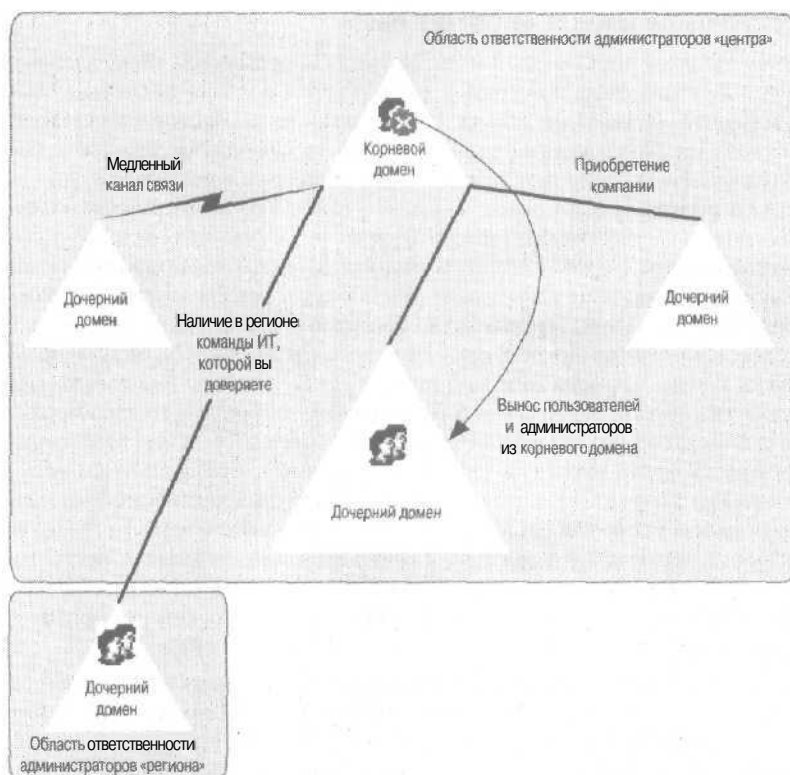 Область ответственности администраторов «центра»
Корневой
домен
Медленный
канал связи
Приобретение
компании
Дочерний
домен
Наличие в регионе
команды ИТ,
которой вы
доверяете
Дочерний
домен
Вынос пользователей
и администраторов
из корневого домена
Дочерний домен
Дочерний
домен
Область ответственности
администраторов «региона»